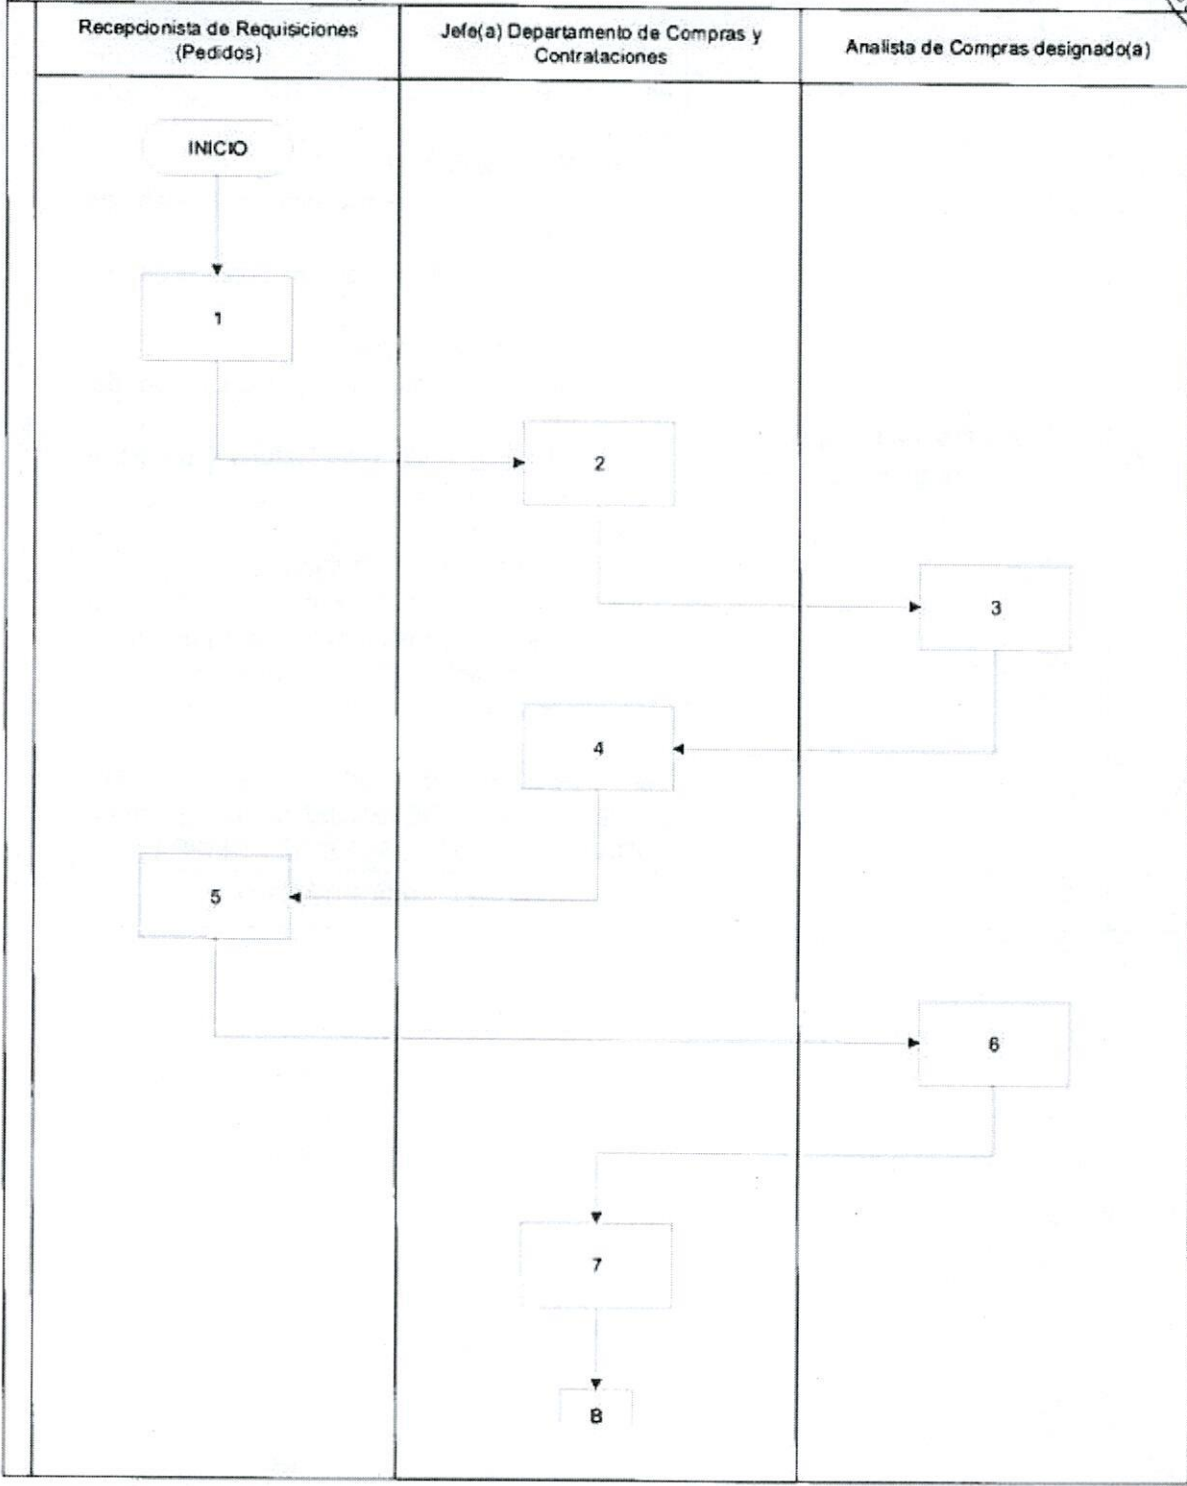 Recepcionista de Requisiciones
(Pedidos)
Jefe(a) Departamento de Compras y
Contrataciones
Analista de Compras designado(a)
INICIO
1
2
3
4
5
6
7
B